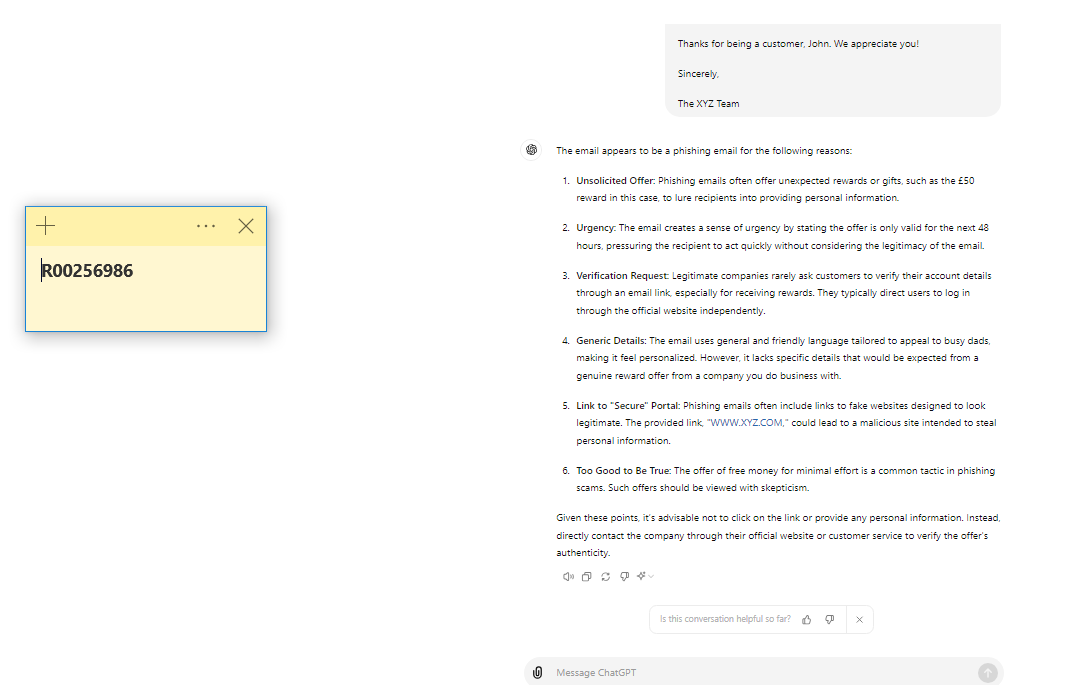 R00256986
Thanks for being a customer, John. We appreciate you!
Sincerely,
The XYZ Team
The email appears to be a phishing email for the following reasons:
1. Unsolicited Offer: Phishing emails often offer unexpected rewards or gifts, such as the £50
reward in this case, to lure recipients into providing personal information.
2. Urgency: The email creates a sense of urgency by stating the offer is only valid for the next 48
hours, pressuring the recipient to act quickly without considering the legitimacy of the email.
3. Verification Request: Legitimate companies rarely ask customers to verify their account details
through an email link, especially for receiving rewards. They typically direct users to log in
through the official website independently.
4. Generic Details: The email uses general and friendly language tailored to appeal to busy dads,
making it feel personalized. However, it lacks specific details that would be expected from a
genuine reward offer from a company you do business with.
5. Link to "Secure" Portal: Phishing emails often include links to fake websites designed to look
legitimate. The provided link, "WWW.XYZ.COM," could lead to a malicious site intended to steal
personal information.
6. Too Good to Be True: The offer of free money for minimal effort is a common tactic in phishing
scams. Such offers should be viewed with skepticism.
Given these points, it's advisable not to click on the link or provide any personal information. Instead,
directly contact the company through their official website or customer service to verify the offer's
authenticity.
Is this conversation helpful so far?
Message ChatGPT